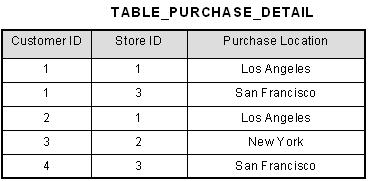 TABLE_PURCHASE_DETAIL
Customer ID Store ID Purchase Location
1 1 Los Angeles
1 3 San Francisco
2 1 Los Angeles
3 2 New York
4 3 San Francisco